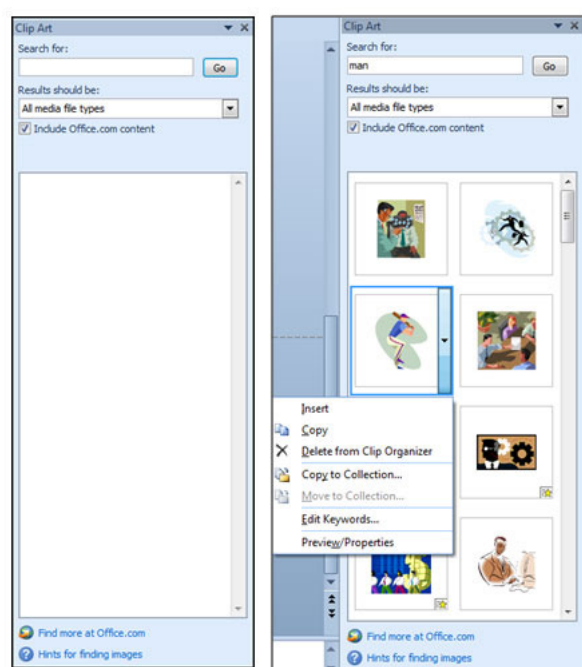 Clip Art
Search for:
Go
Results should be:
All media file types
Include Office.com content
Find more at Office.com
Hints for finding images
Clip Art
Search for:
man
Go
Results should be:
All media file types
Include Office.com content
Insert
Copy
Delete from Clip Organizer
Copy to Collection...
Move to Collection...
Edit Keywords...
Preview/Properties
Find more at Office.com
Hints for finding images